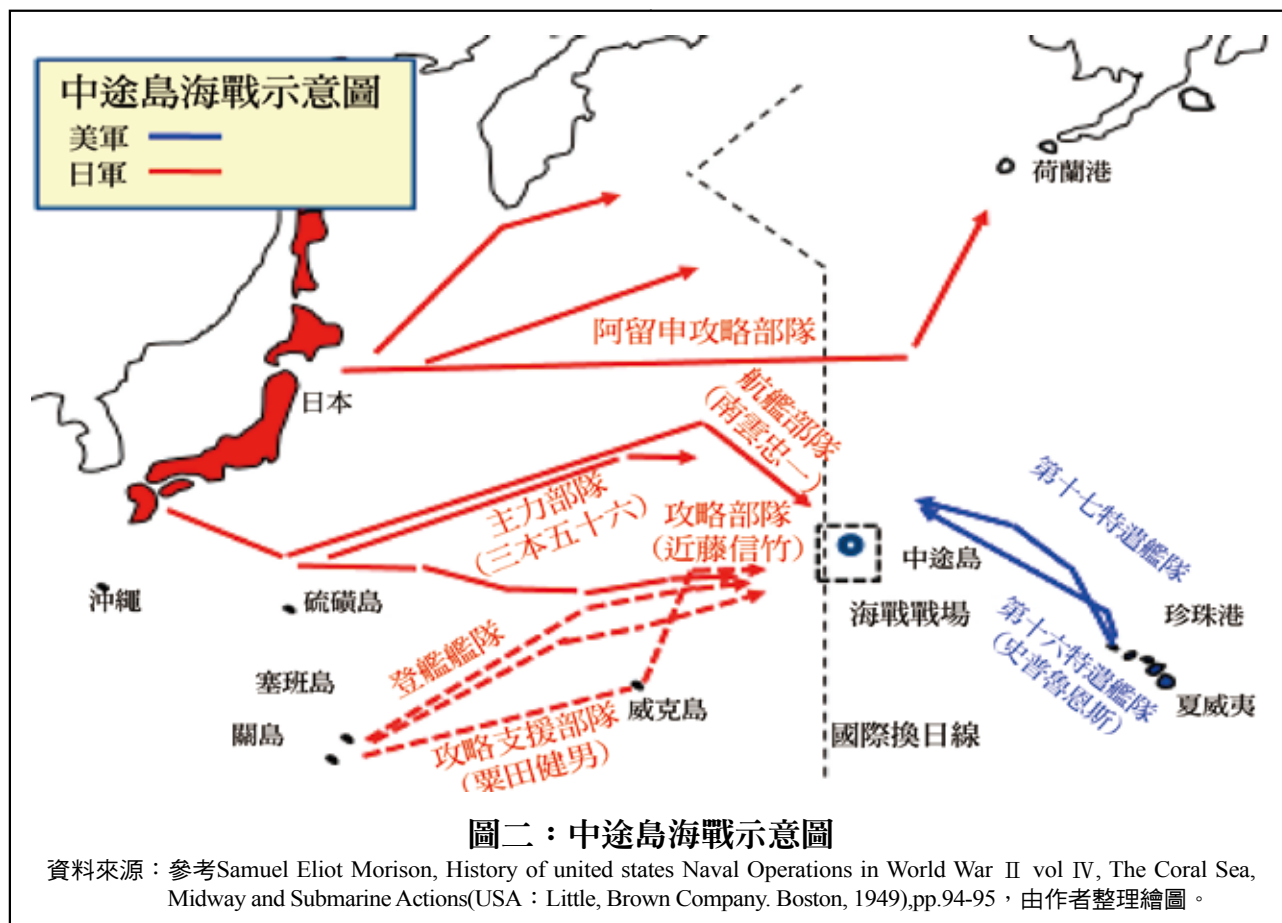 中途島海戰示意圖
美軍
日軍
荷蘭港
阿留申攻略部隊
日本
航艦部隊
(南雲忠一)
主力部隊
(三本五十六)
攻略部隊
(近藤信竹)
第十七特遣艦隊
中途島
沖繩
硫磺島
海戰戰場
珍珠港
第十六特遣艦隊
(史普魯恩斯)
登艦艦隊
塞班島
威克島
夏威夷
關島
攻略支援部隊
(粟田健男)
國際換日線
圖二：中途島海戰示意圖
資料來源：參考Samuel Eliot Morison, History of united states Naval Operations in World War Ⅱ vol Ⅳ, The Coral Sea,
Midway and Submarine Actions(USA：Little, Brown Company. Boston, 1949),pp.94-95，由作者整理繪圖。